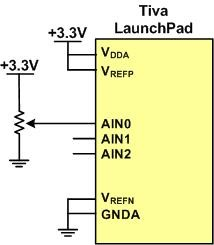 Tiva
LaunchPad
+3.3V
VDDA
VREFP
+3.3V
AIN0
AIN1
AIN2
VREFN
GNDA